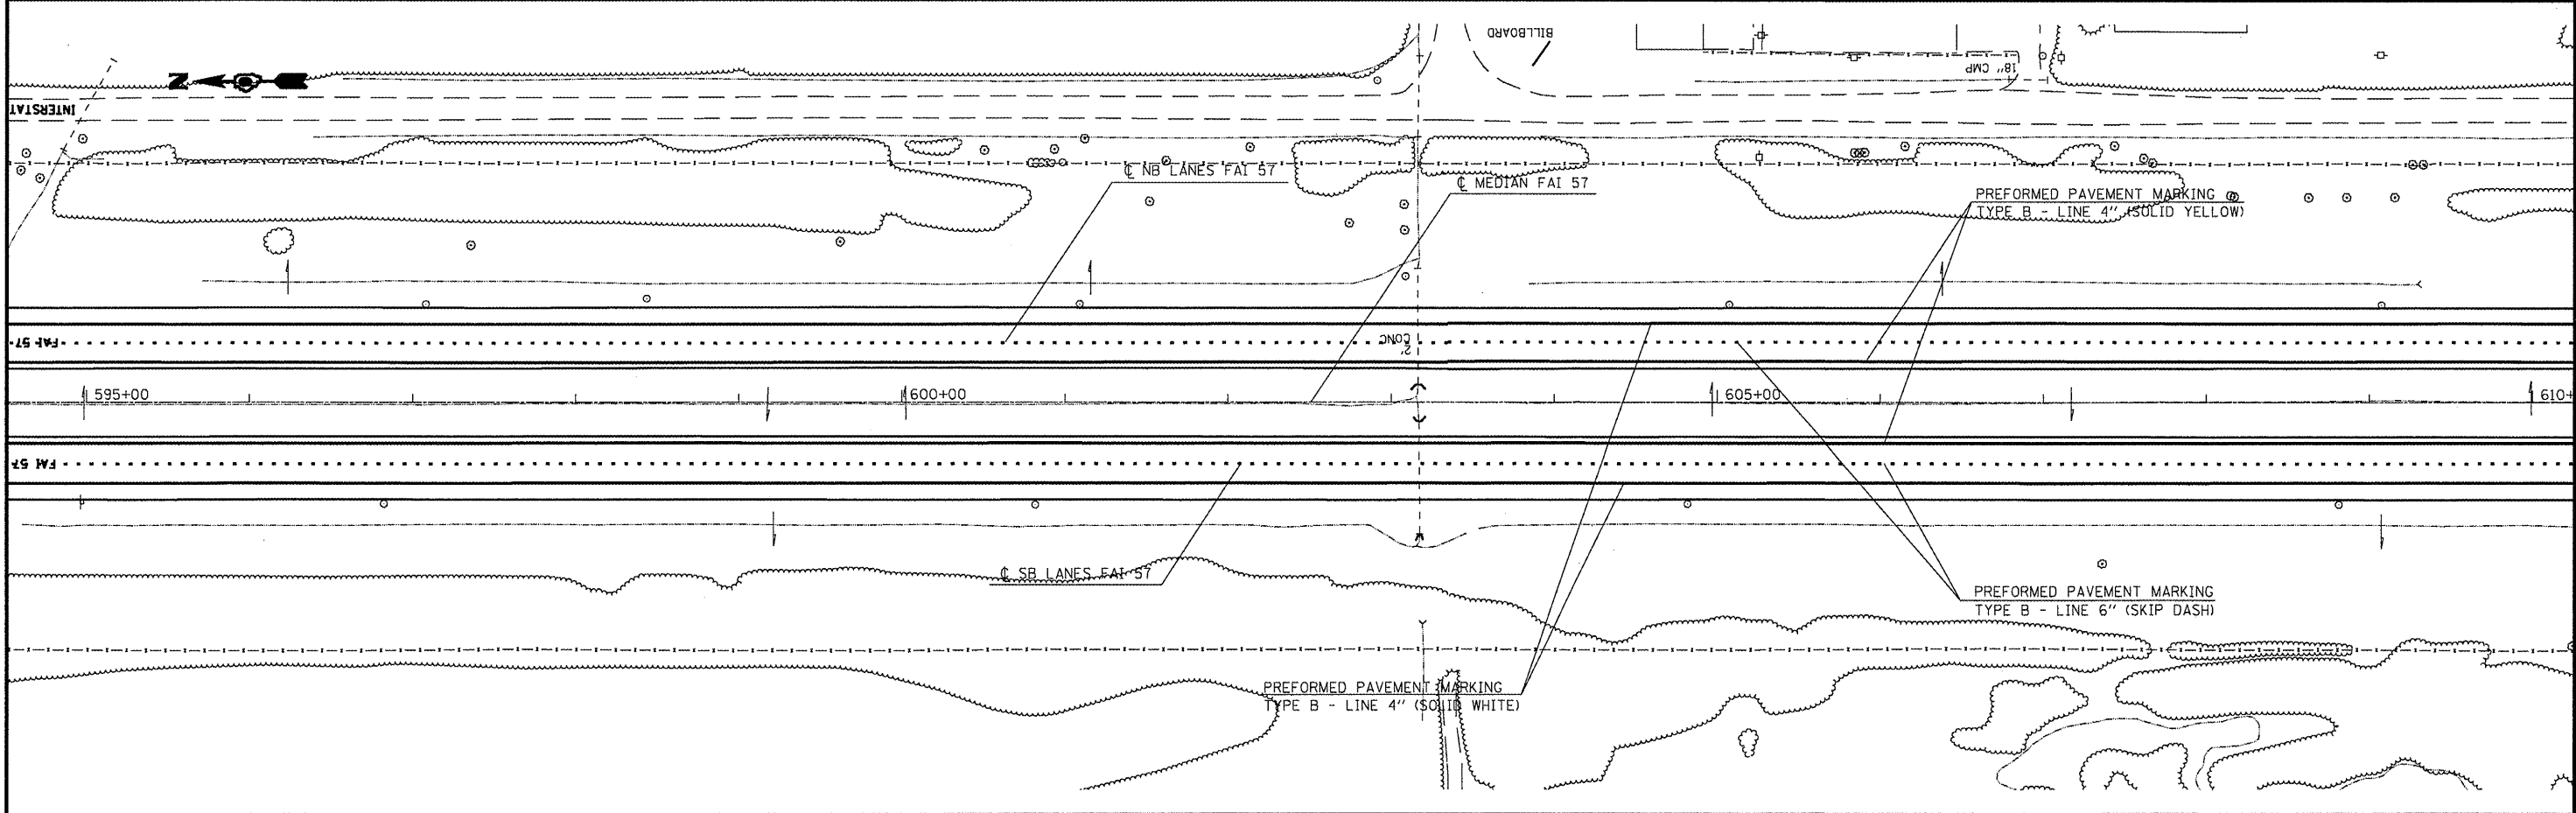 BILLBOARD
18" CMP
N
INTERSTAT
℄ NB LANES FAI 57
℄ MEDIAN FAI 57
PREFORMED PAVEMENT MARKING
TYPE B - LINE 4" (SOLID YELLOW)
FAI 57
2'
CONC
595+00
600+00
605+00
610+
FAI 57
℄ SB LANES FAI 57
PREFORMED PAVEMENT MARKING
TYPE B - LINE 6" (SKIP DASH)
PREFORMED PAVEMENT MARKING
TYPE B - LINE 4" (SOLID WHITE)